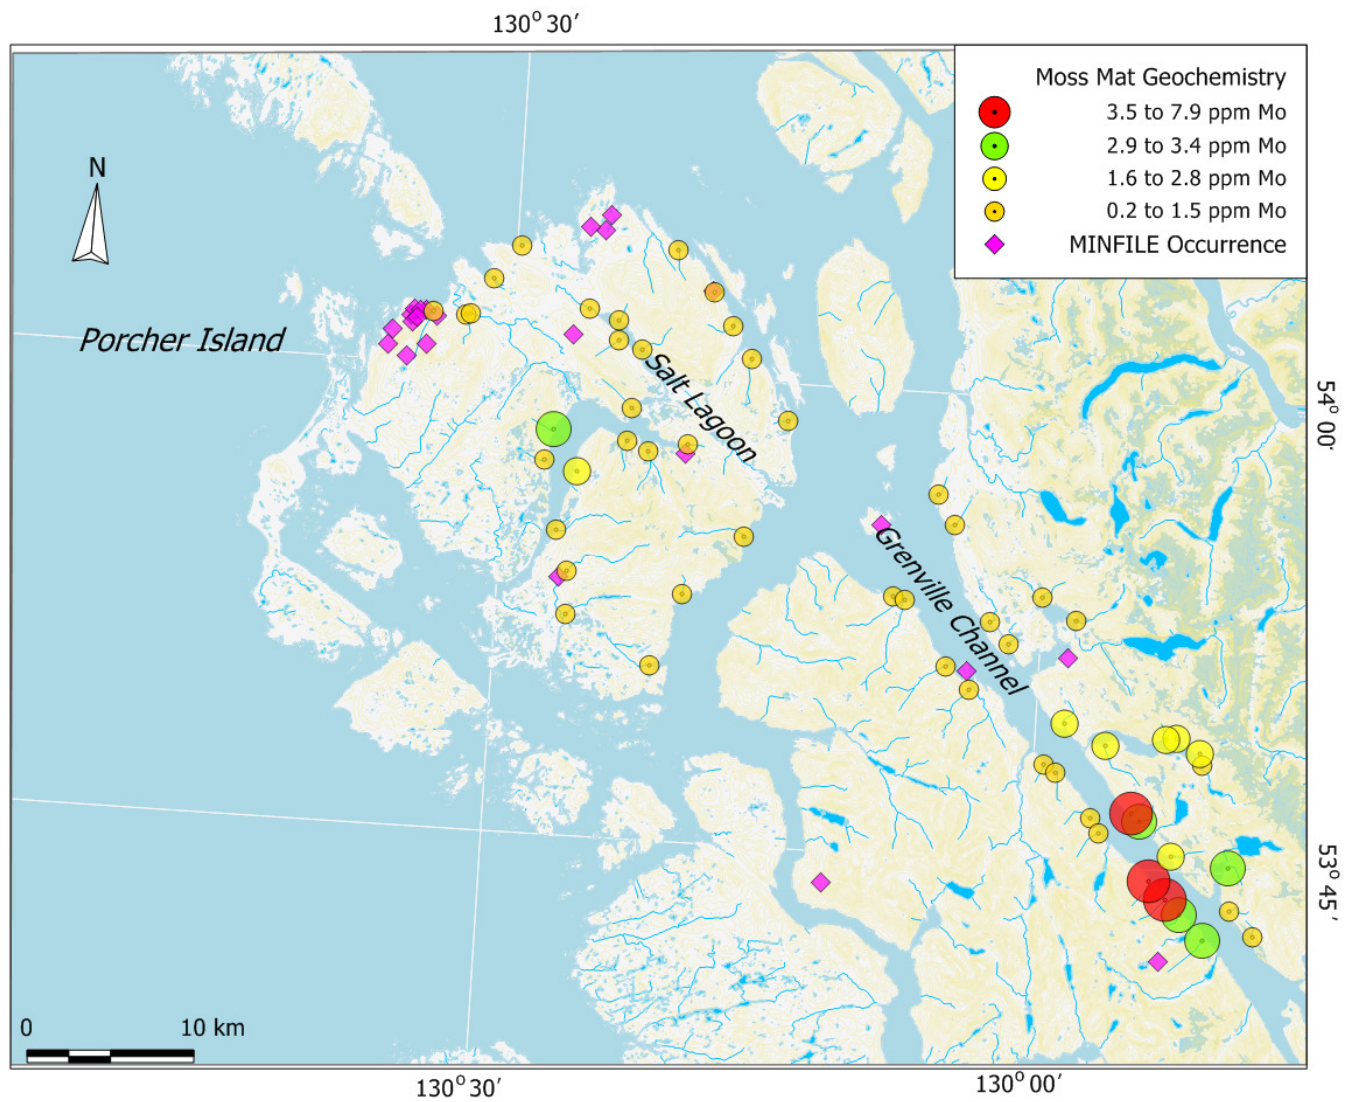 130° 30′
Moss Mat Geochemistry
3.5 to 7.9 ppm Mo
2.9 to 3.4 ppm Mo
1.6 to 2.8 ppm Mo
0.2 to 1.5 ppm Mo
MINFILE Occurrence
N
Porcher Island
Salt Lagoon
54° 00′
Grenville Channel
53° 45′
0 10 km
130° 30′
130° 00′